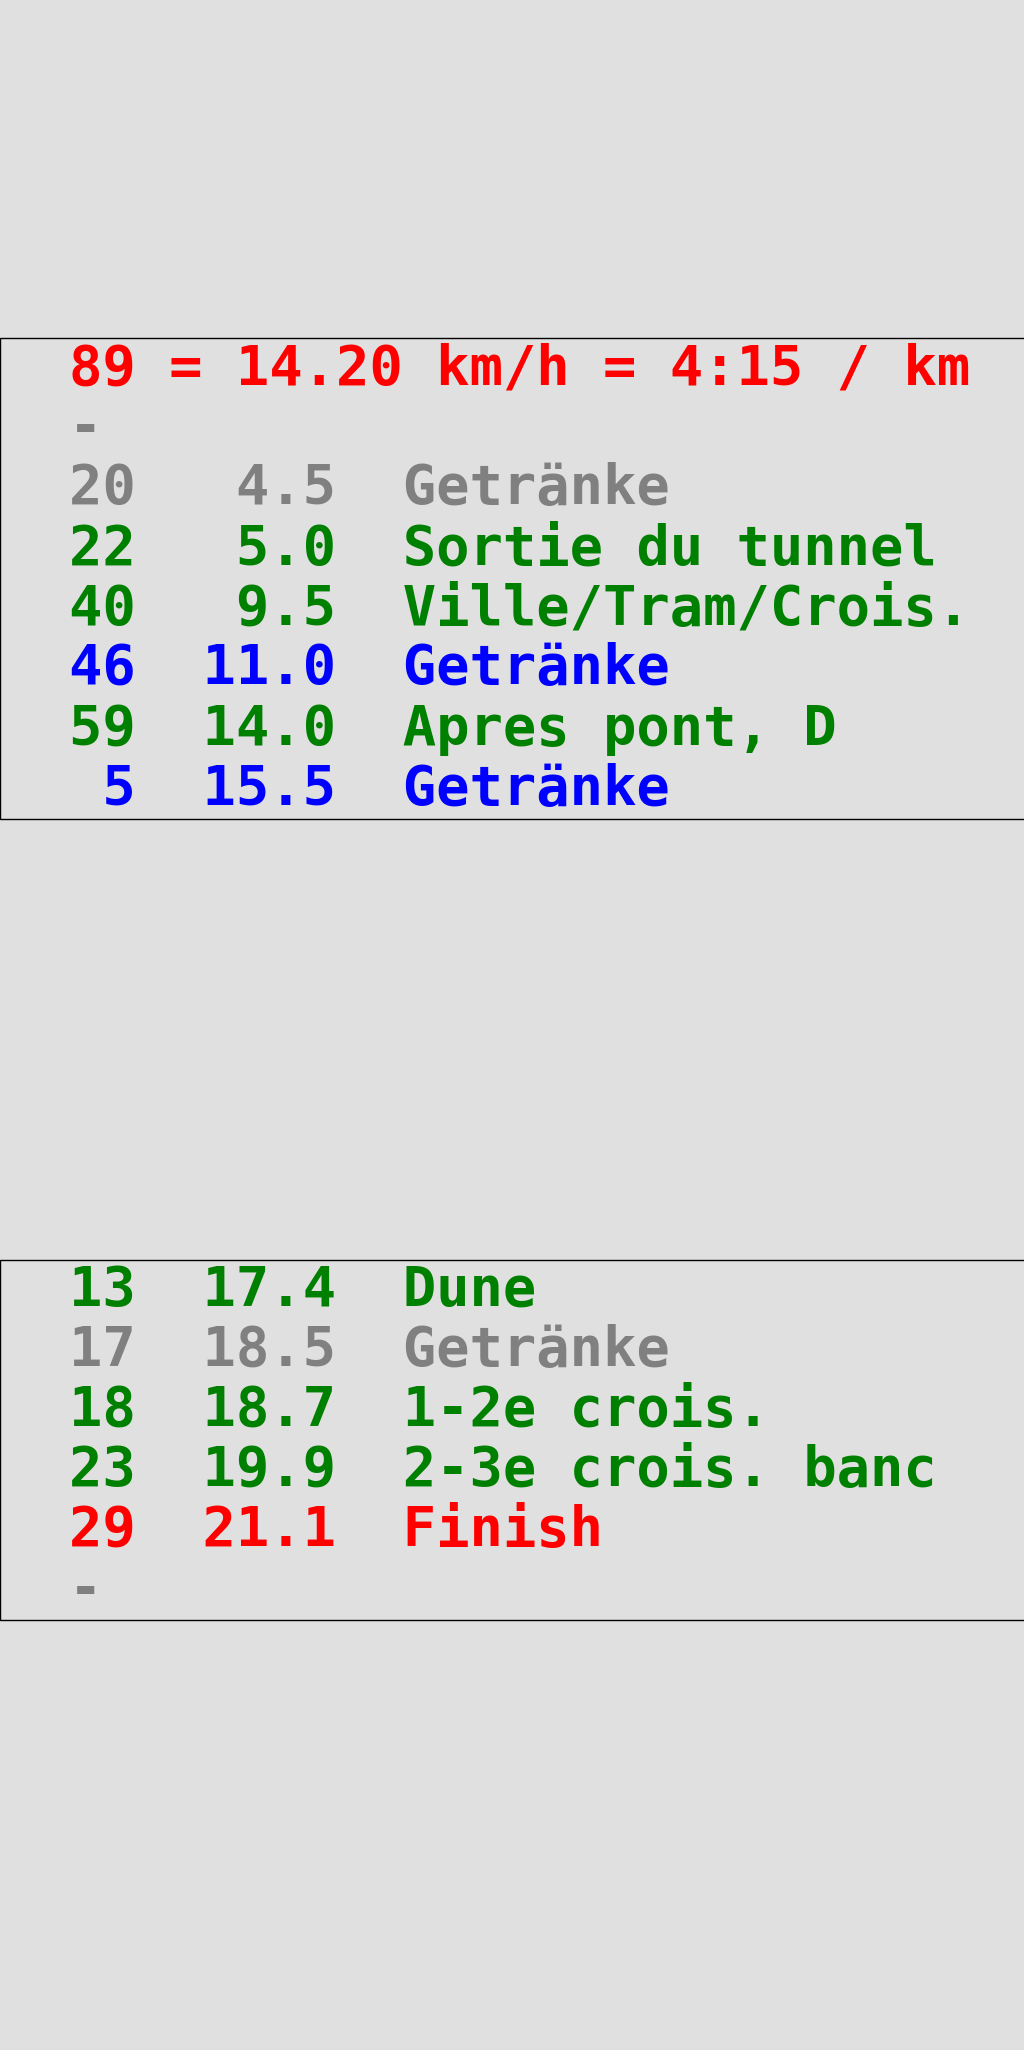 89 = 14.20 km/h = 4:15 / km
-
20 4.5 Getränke
22 5.0 Sortie du tunnel
40 9.5 Ville/Tram/Crois.
46 11.0 Getränke
59 14.0 Apres pont, D
5 15.5 Getränke
13 17.4 Dune
17 18.5 Getränke
18 18.7 1-2e crois.
23 19.9 2-3e crois. banc
29 21.1 Finish
-